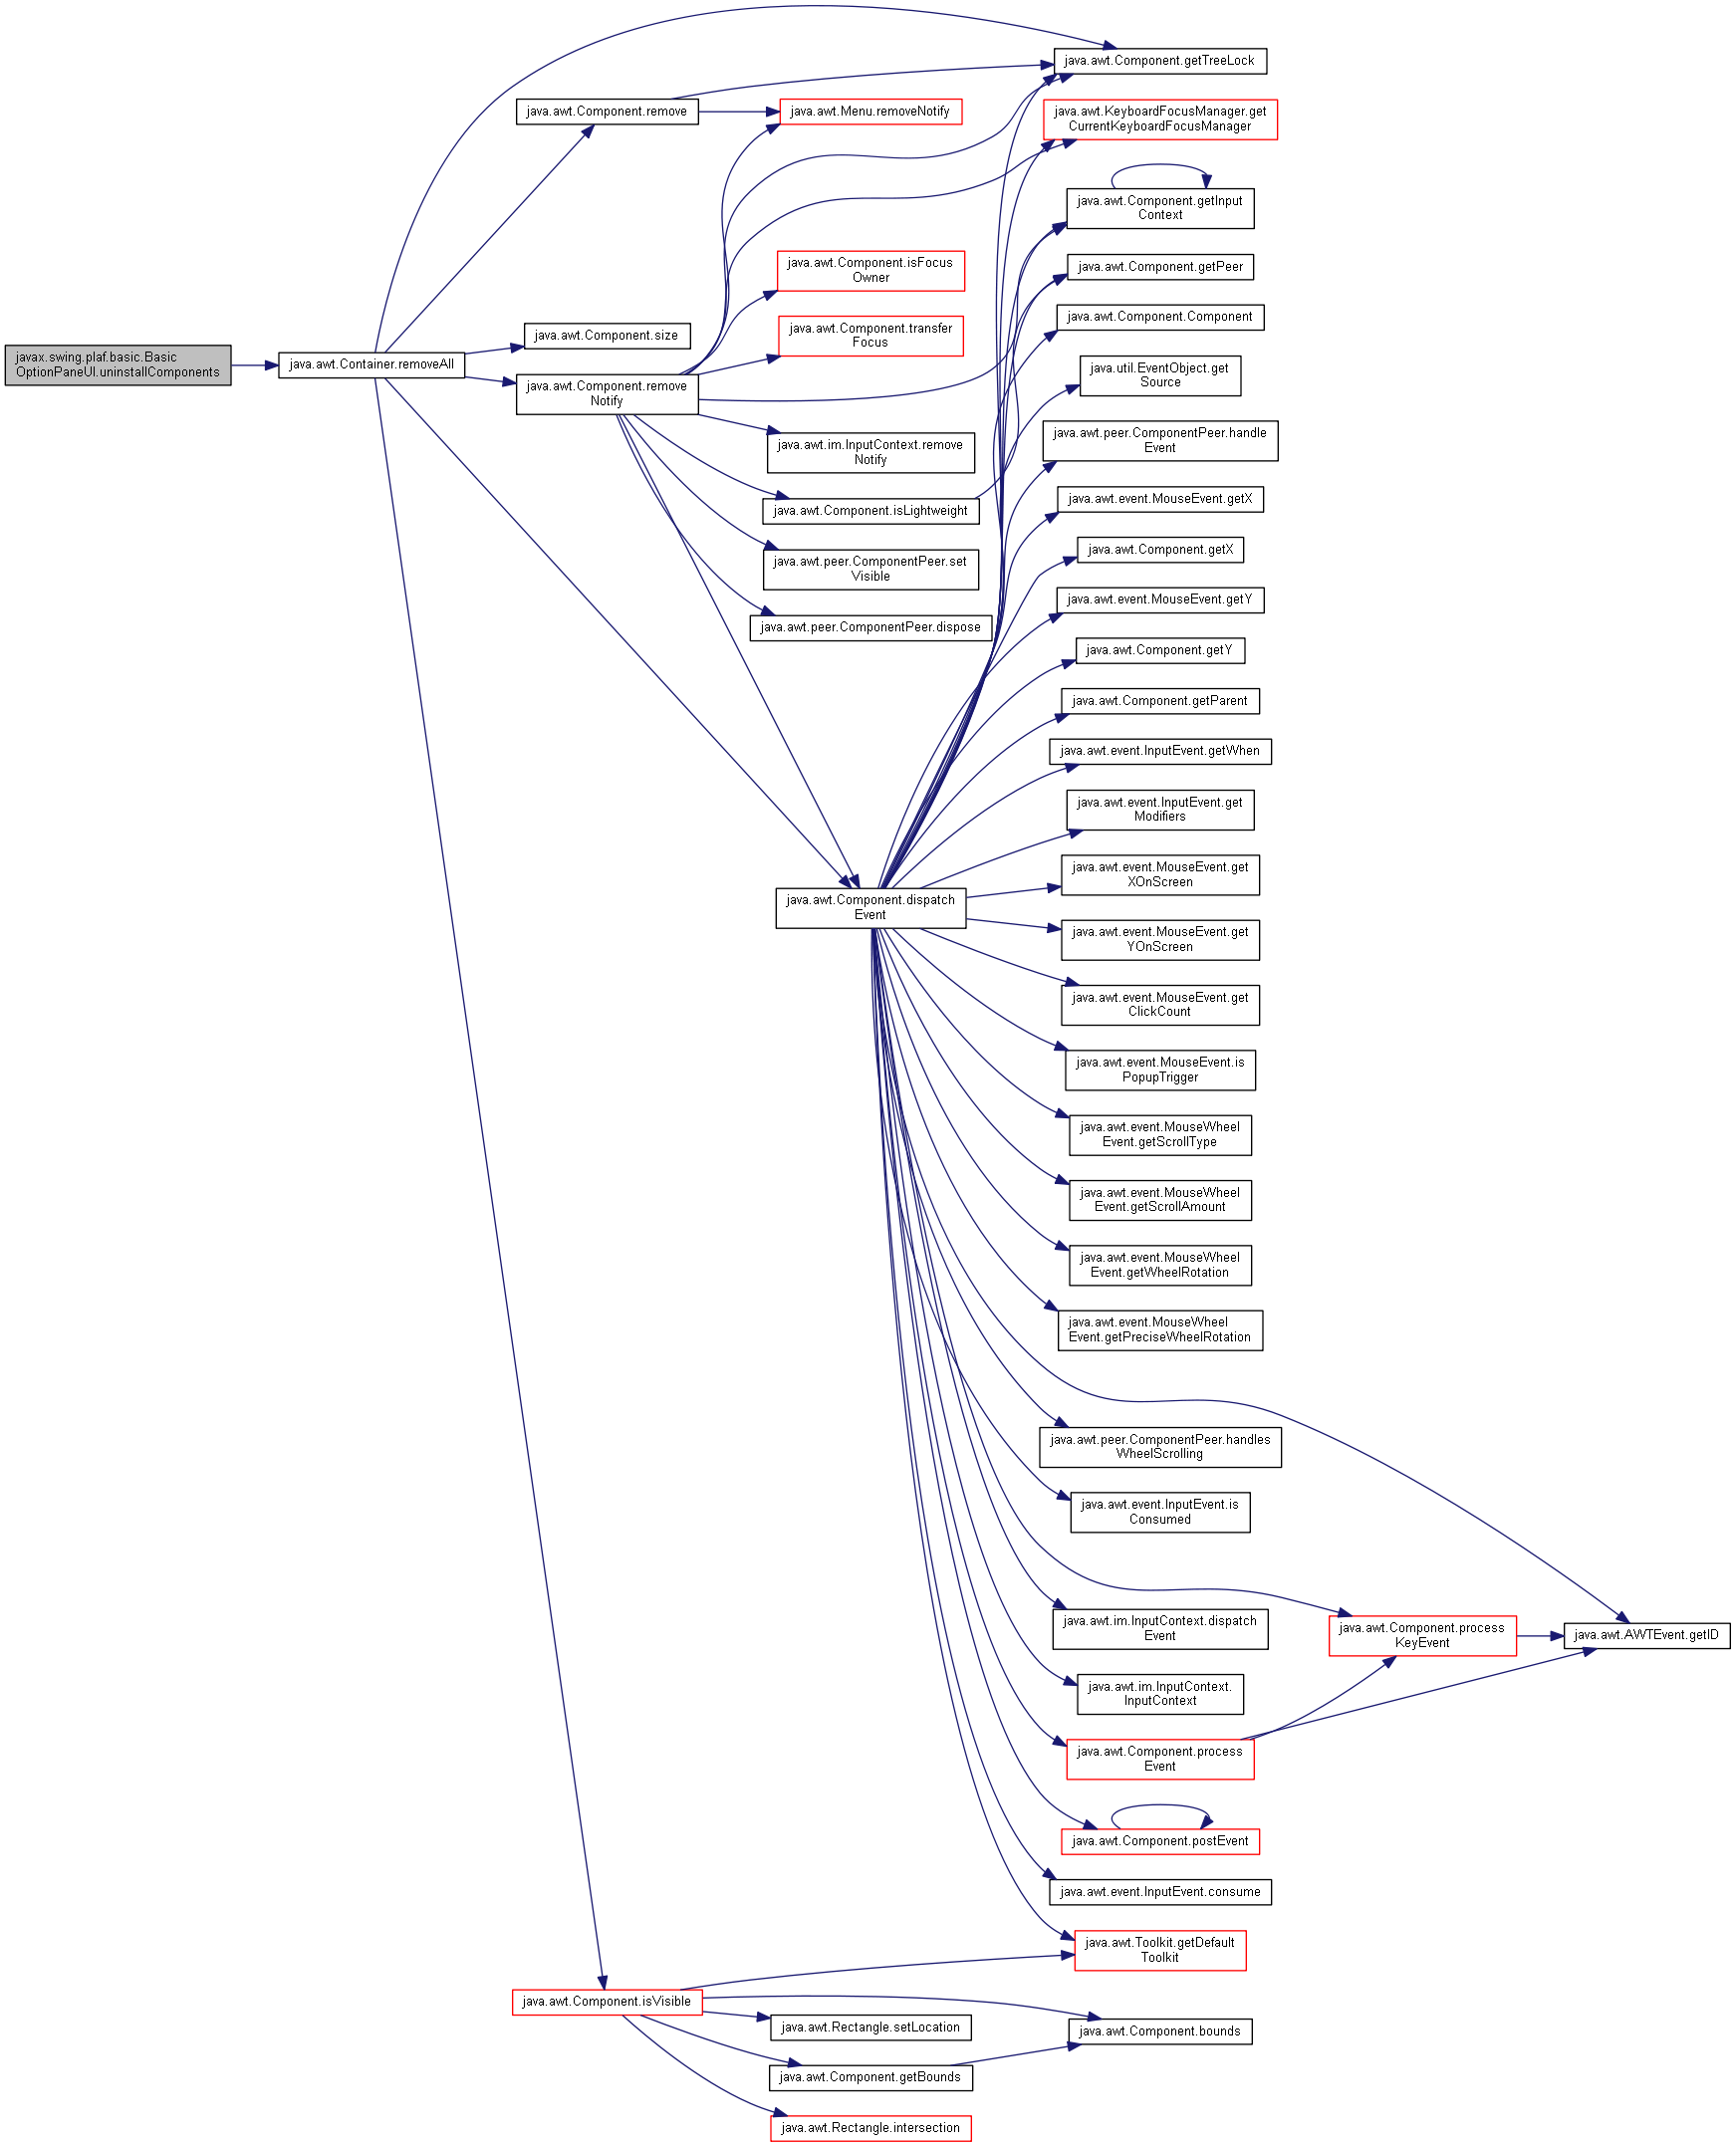 javax.swing.plaf.basic.Basic
OptionPaneUI.uninstallComponents
java.awt.Container.removeAll
java.awt.Component.remove
java.awt.Component.size
java.awt.Component.remove
Notify
java.awt.Component.isVisible
java.awt.Menu.removeNotify
java.awt.Component.isFocus
Owner
java.awt.Component.transfer
Focus
java.awt.im.InputContext.remove
Notify
java.awt.Component.isLightweight
java.awt.peer.ComponentPeer.set
Visible
java.awt.peer.ComponentPeer.dispose
java.awt.Component.dispatch
Event
java.awt.Rectangle.setLocation
java.awt.Component.getBounds
java.awt.Rectangle.intersection
java.awt.Component.getTreeLock
java.awt.KeyboardFocusManager.get
CurrentKeyboardFocusManager
java.awt.Component.getInput
Context
java.awt.Component.getPeer
java.awt.Component.Component
java.util.EventObject.get
Source
java.awt.peer.ComponentPeer.handle
Event
java.awt.event.MouseEvent.getX
java.awt.Component.getX
java.awt.event.MouseEvent.getY
java.awt.Component.getY
java.awt.Component.getParent
java.awt.event.InputEvent.getWhen
java.awt.event.InputEvent.get
Modifiers
java.awt.event.MouseEvent.get
XOnScreen
java.awt.event.MouseEvent.get
YOnScreen
java.awt.event.MouseEvent.get
ClickCount
java.awt.event.MouseEvent.is
PopupTrigger
java.awt.event.MouseWheel
Event.getScrollType
java.awt.event.MouseWheel
Event.getScrollAmount
java.awt.event.MouseWheel
Event.getWheelRotation
java.awt.event.MouseWheel
Event.getPreciseWheelRotation
java.awt.peer.ComponentPeer.handles
WheelScrolling
java.awt.event.InputEvent.is
Consumed
java.awt.im.InputContext.dispatch
Event
java.awt.im.InputContext.
InputContext
java.awt.Component.process
Event
java.awt.Component.postEvent
java.awt.event.InputEvent.consume
java.awt.Toolkit.getDefault
Toolkit
java.awt.Component.bounds
java.awt.Component.process
KeyEvent
java.awt.AWTEvent.getID